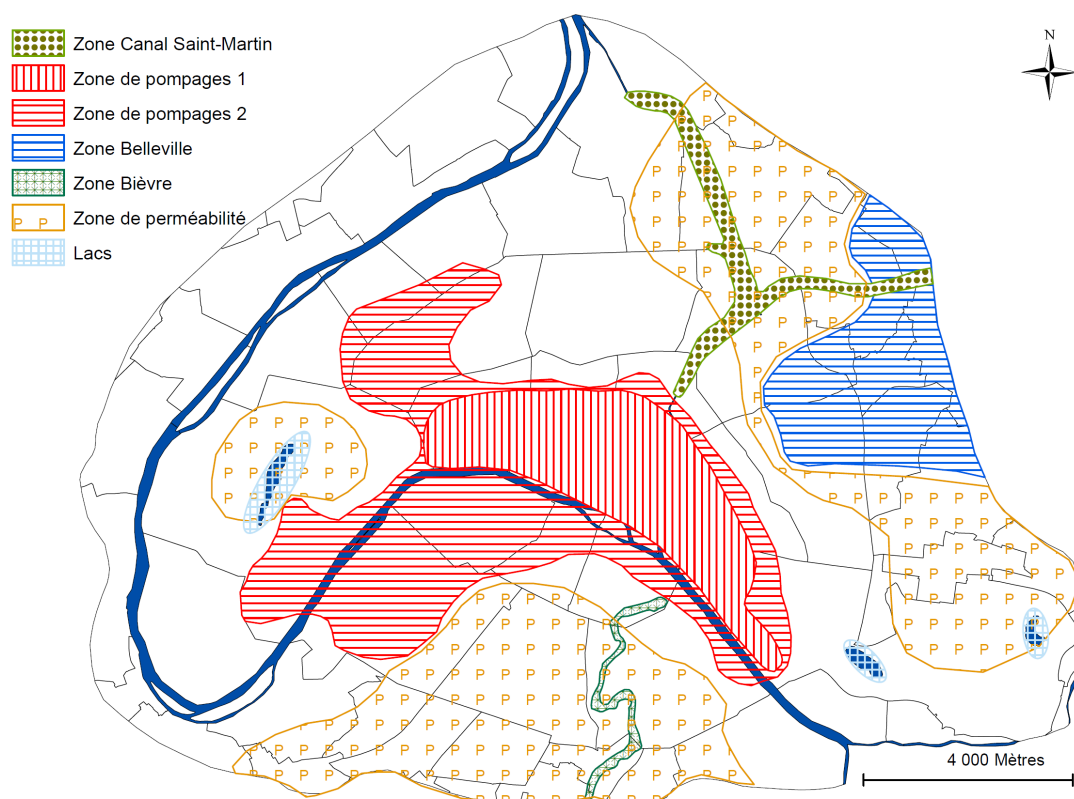 N
Zone Canal Saint-Martin
Zone de pompages 1
Zone de pompages 2
Zone Belleville
Zone Bièvre
P P Zone de perméabilité
Lacs
4 000 Mètres